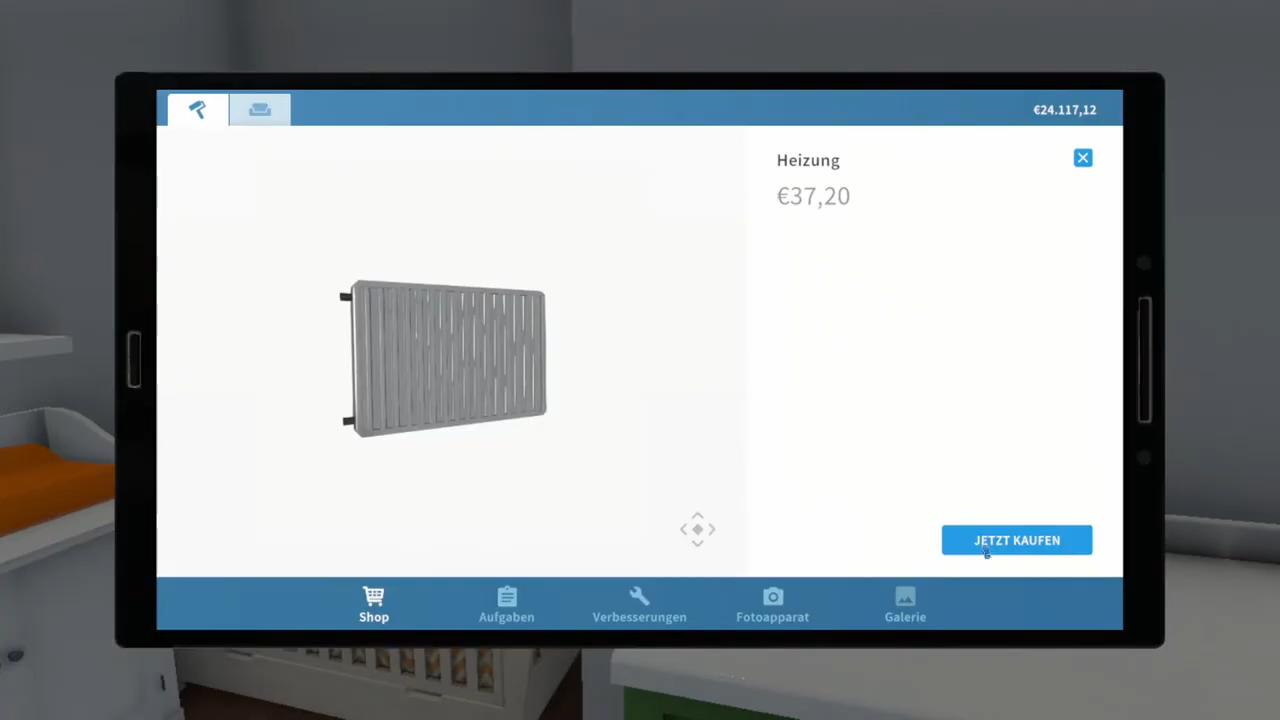 €24.117,12
Heizung
€37,20
JETZT KAUFEN
Shop
Aufgaben
Verbesserungen
Fotoapparat
Galerie